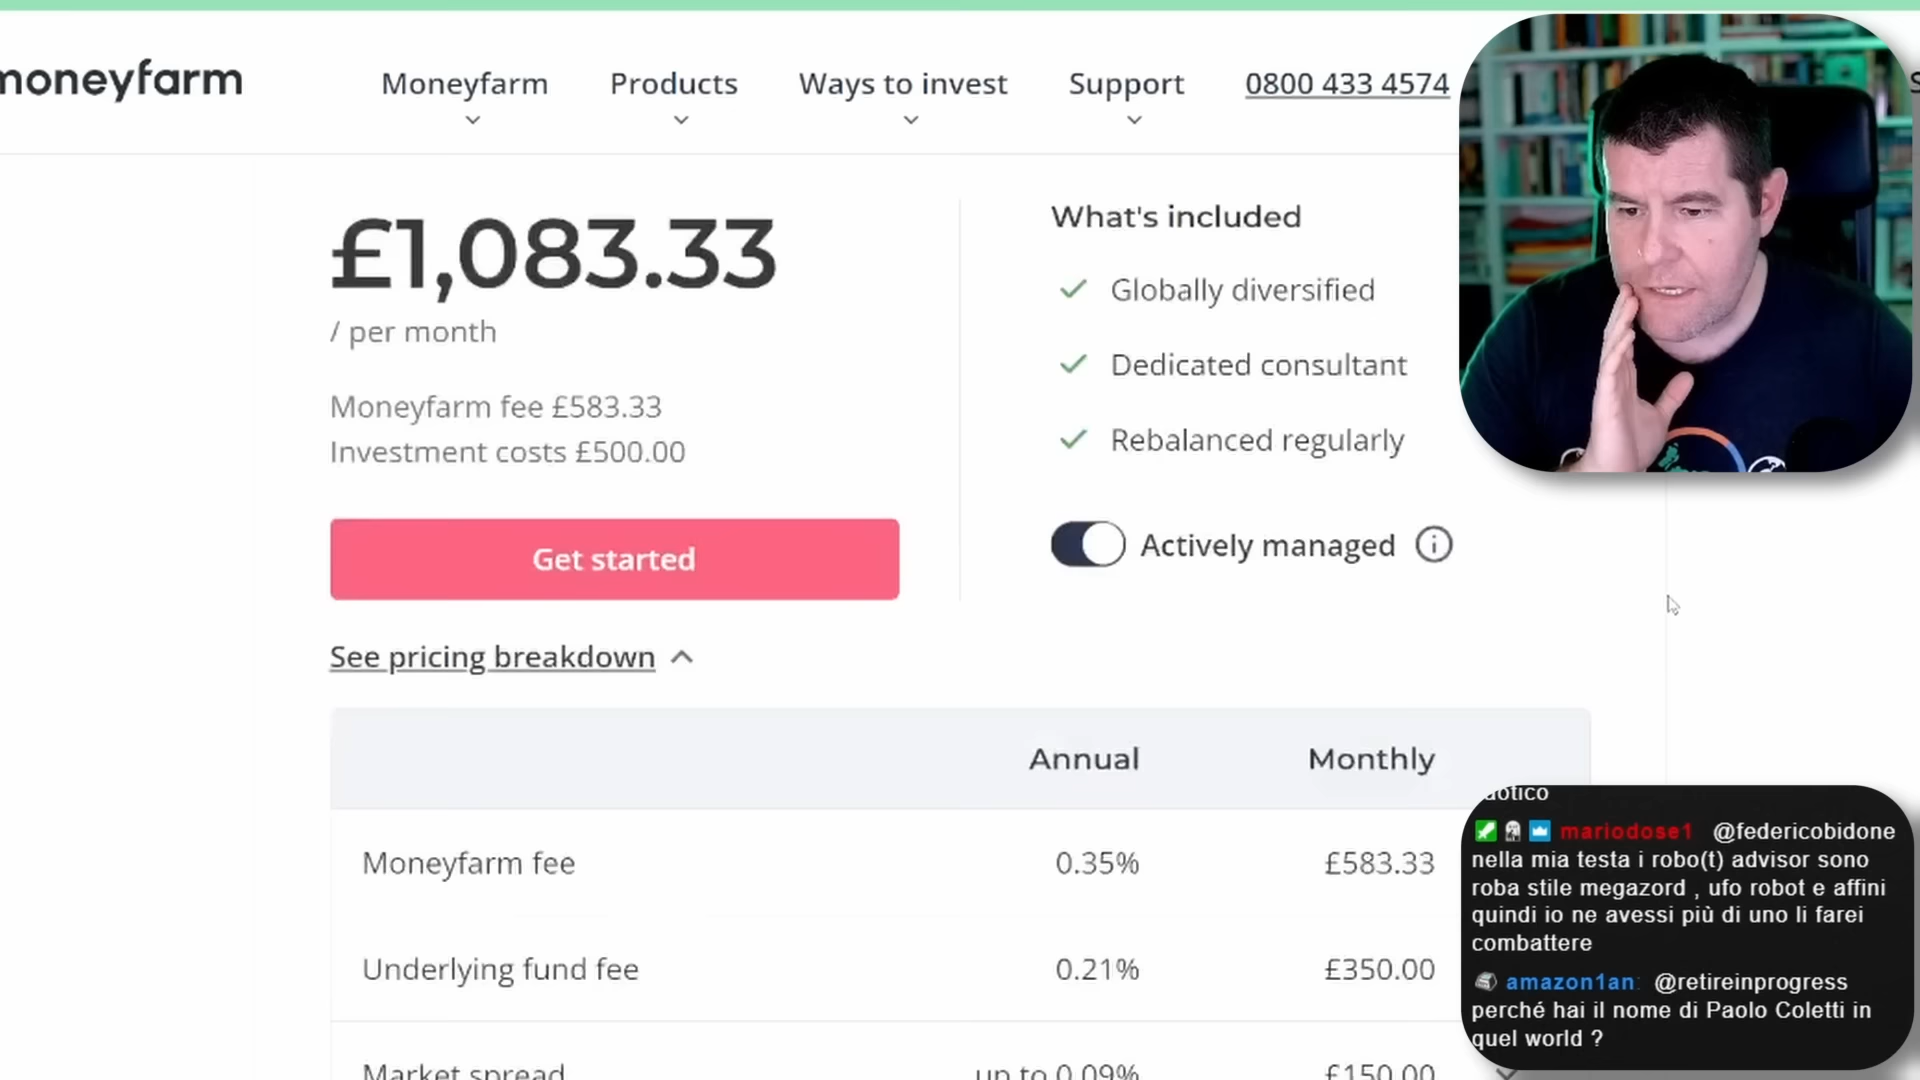 moneyfarm
Moneyfarm
Products
Ways to invest
Support
0800 433 4574
£1,083.33
/ per month
Moneyfarm fee £583.33
Investment costs £500.00
Get started
See pricing breakdown
What's included
Globally diversified
Dedicated consultant
Rebalanced regularly
Actively managed
Annual Monthly
Moneyfarm fee 0.35% £583.33
Underlying fund fee 0.21% £350.00
Market spread up to 0.09% £150.00
mariodose1 @federicobidone
nella mia testa i robo(t) advisor sono
roba stile megazord , ufo robot e affini
quindi io ne avessi più di uno li farei
combattere
amazon1an: @retireinprogress
perché hai il nome di Paolo Coletti in
quel world ?